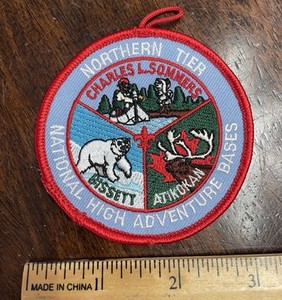 NORTHERN TIER
CHARLES L. SOMMERS
BISSETT
ATIKOKAN
NATIONAL HIGH ADVENTURE BASES
MADE IN CHINA
1
2
3